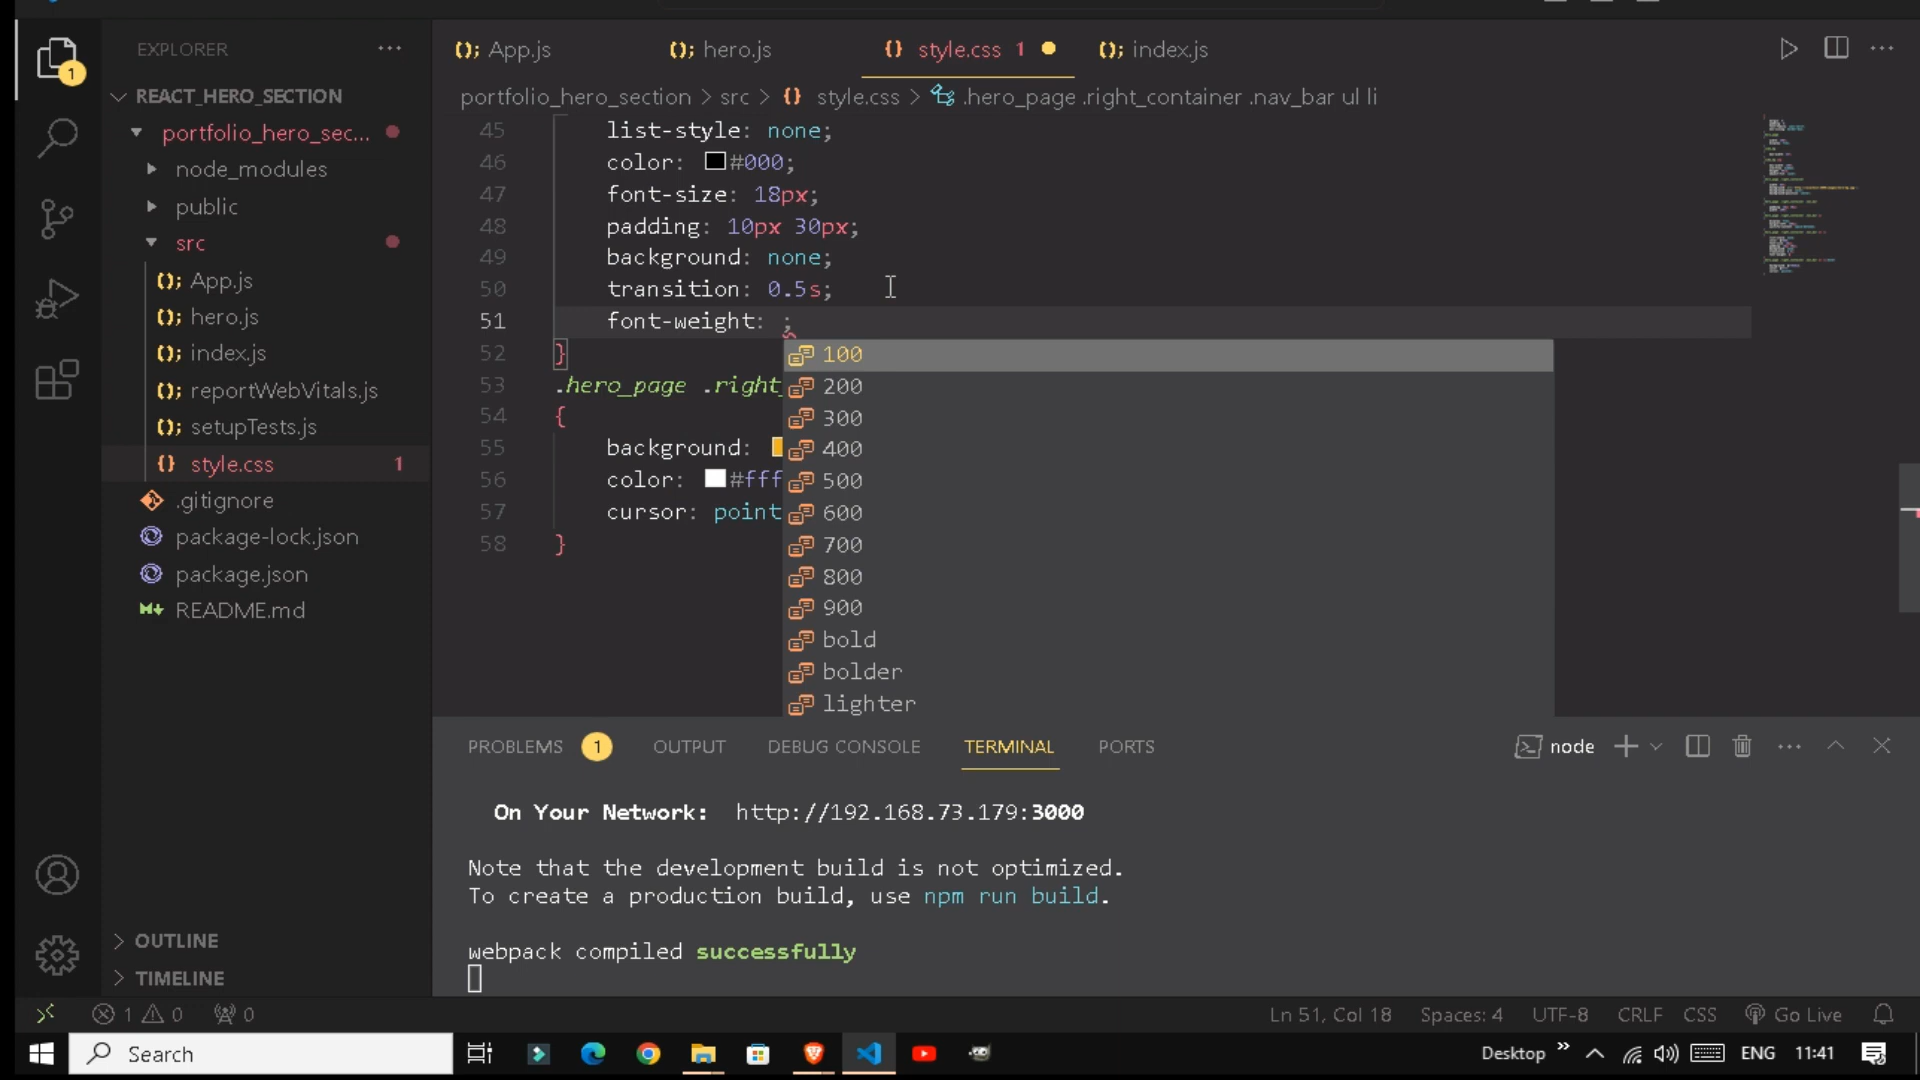 EXPLORER
REACT_HERO_SECTION
portfolio_hero_sec...
node_modules
public
src
App.js
hero.js
index.js
reportWebVitals.js
setupTests.js
style.css 1
.gitignore
package-lock.json
package.json
README.md
OUTLINE
TIMELINE
1
App.js
hero.js
style.css 1
index.js
portfolio_hero_section > src > {} style.css > .hero_page .right_container .nav_bar ul li
45 list-style: none;
46 color: #000;
47 font-size: 18px;
48 padding: 10px 30px;
49 background: none;
50 transition: 0.5s;
51 font-weight: ;
52 }
53 .hero_page .right_
54 {
55 background:
56 color: #fff
57 cursor: point
58 }
100
200
300
400
500
600
700
800
900
bold
bolder
lighter
PROBLEMS 1 OUTPUT DEBUG CONSOLE TERMINAL PORTS
node
On Your Network: http://192.168.73.179:3000
Note that the development build is not optimized.
To create a production build, use npm run build.
webpack compiled successfully
1 0 0
Ln 51, Col 18 Spaces: 4 UTF-8 CRLF CSS Go Live
Search
Desktop » ENG 11:41